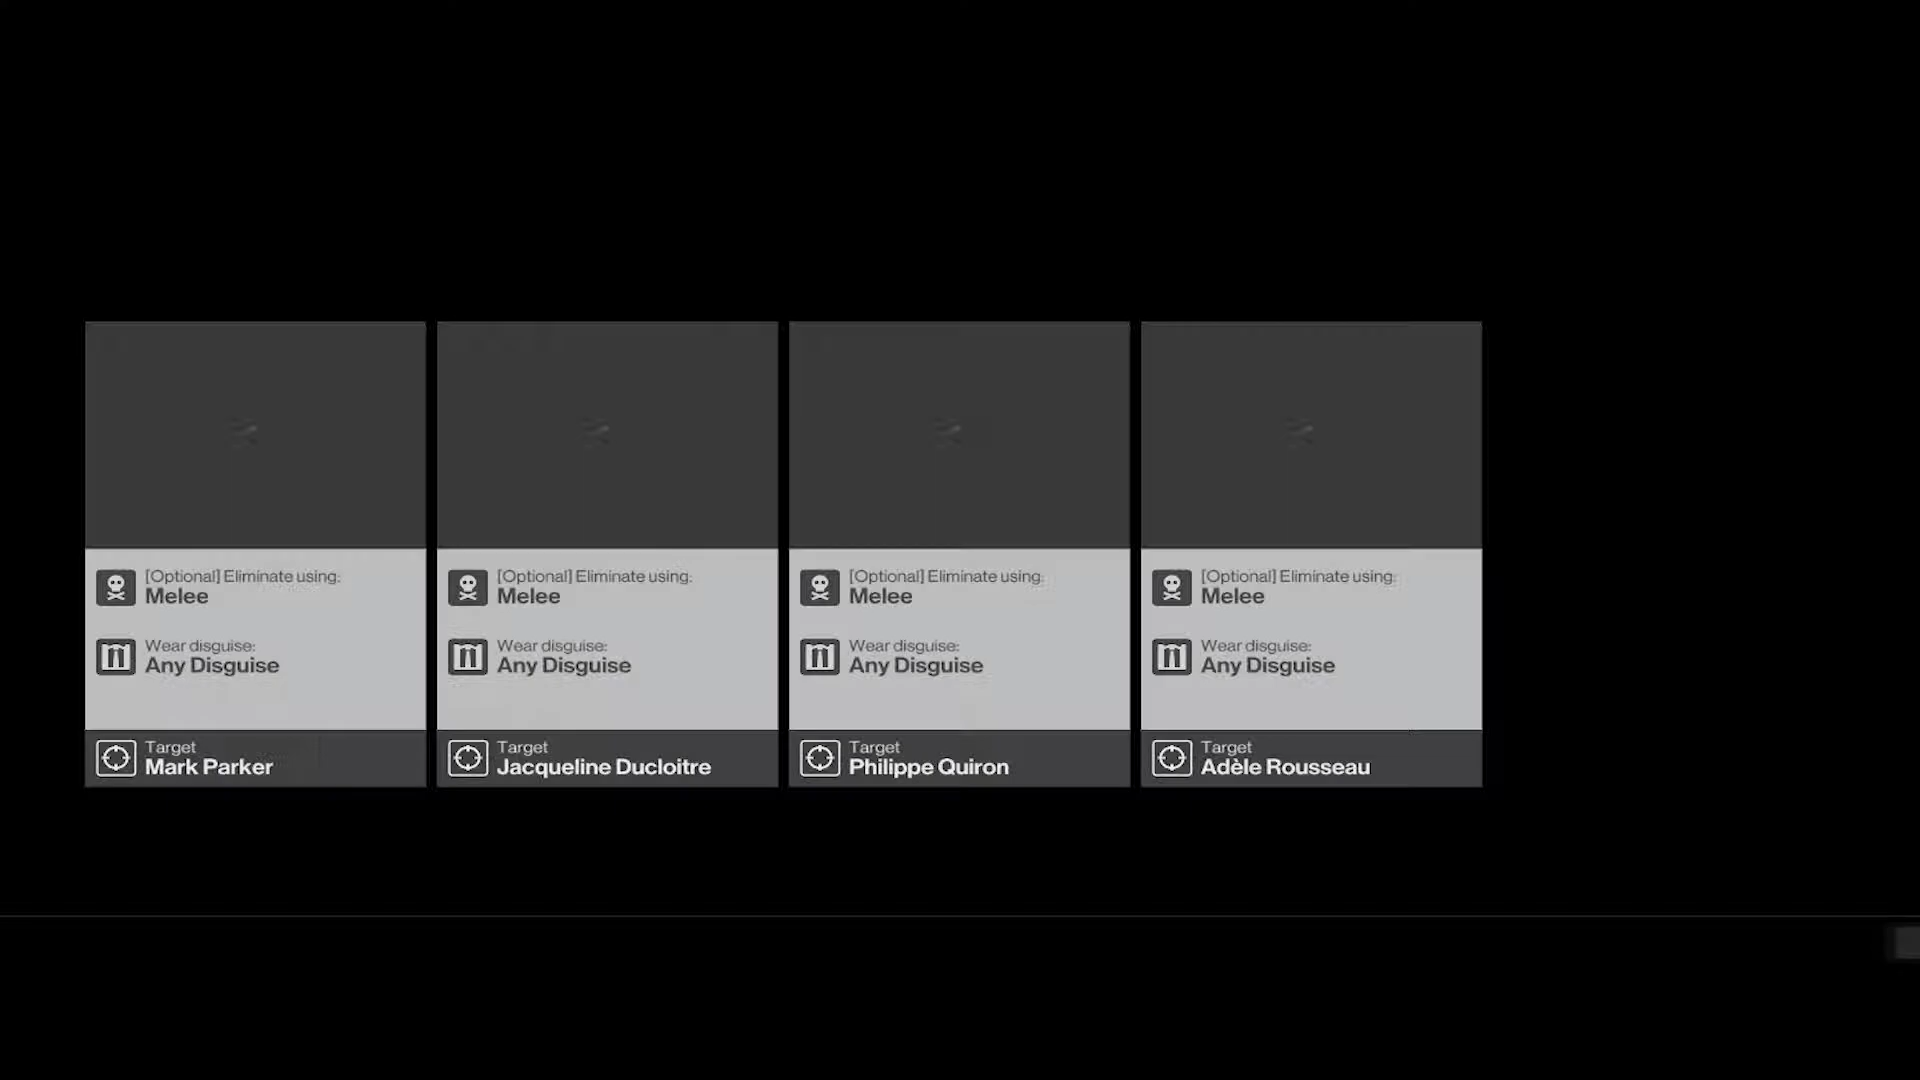 [Optional] Eliminate using:
Melee
Wear disguise:
Any Disguise
Target
Mark Parker
[Optional] Eliminate using:
Melee
Wear disguise:
Any Disguise
Target
Jacqueline Ducloitre
[Optional] Eliminate using:
Melee
Wear disguise:
Any Disguise
Target
Philippe Quiron
[Optional] Eliminate using:
Melee
Wear disguise:
Any Disguise
Target
Adèle Rousseau